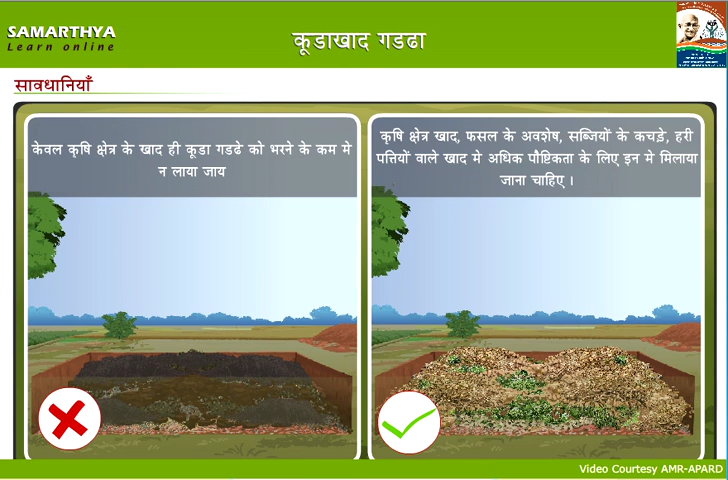 SAMARTHYA
Learn online
कूडाखाद गडढा
सावधानियाँ
केवल कृषि क्षेत्र के खाद ही कूडा गडढे को भरने के कम मे
न लाया जाय
कृषि क्षेत्र खाद, फसल के अवशेष, सब्जियों के कचडे़, हरी
पत्तियों वाले खाद मे अधिक पौष्टिकता के लिए इन मे मिलाया
जाना चाहिए ।
Video Courtesy AMR-APARD